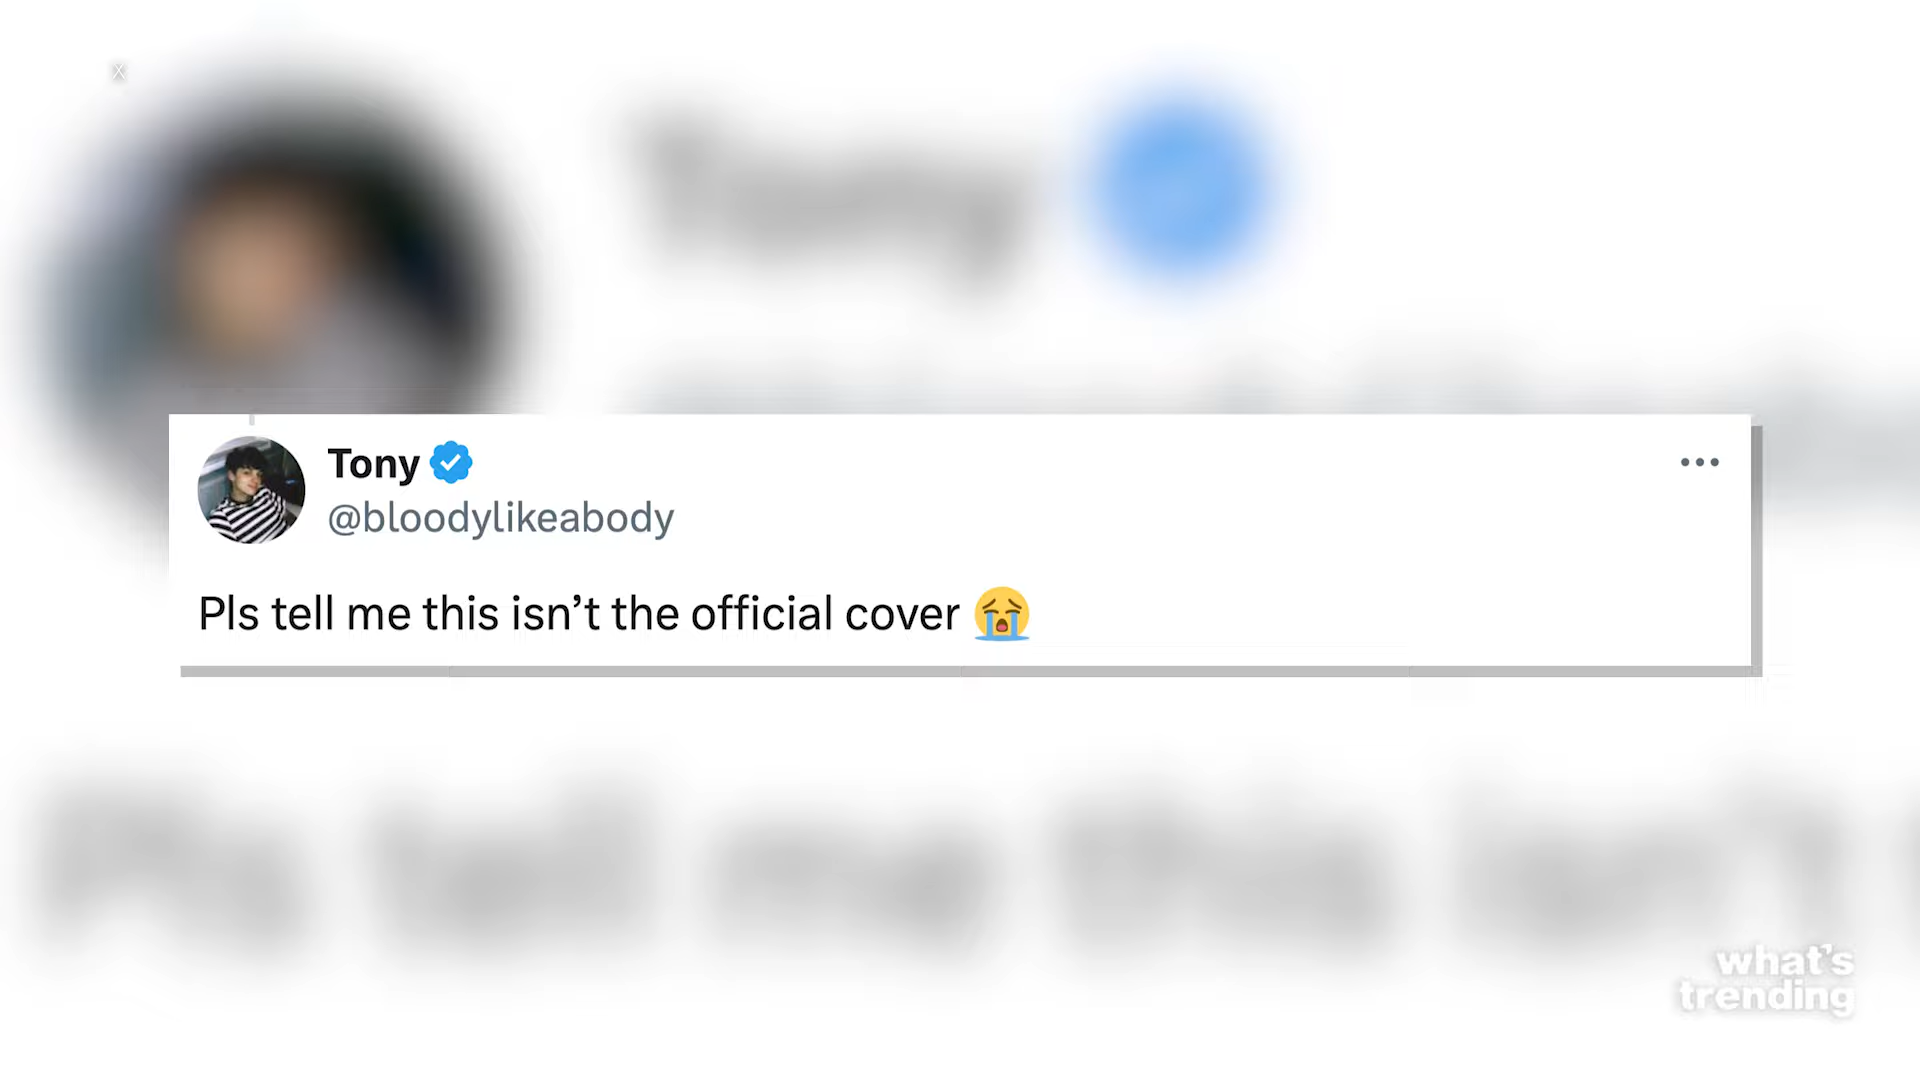 X
Tony
@bloodylikeabody
Pls tell me this isn’t the official cover 😭
what's
trending